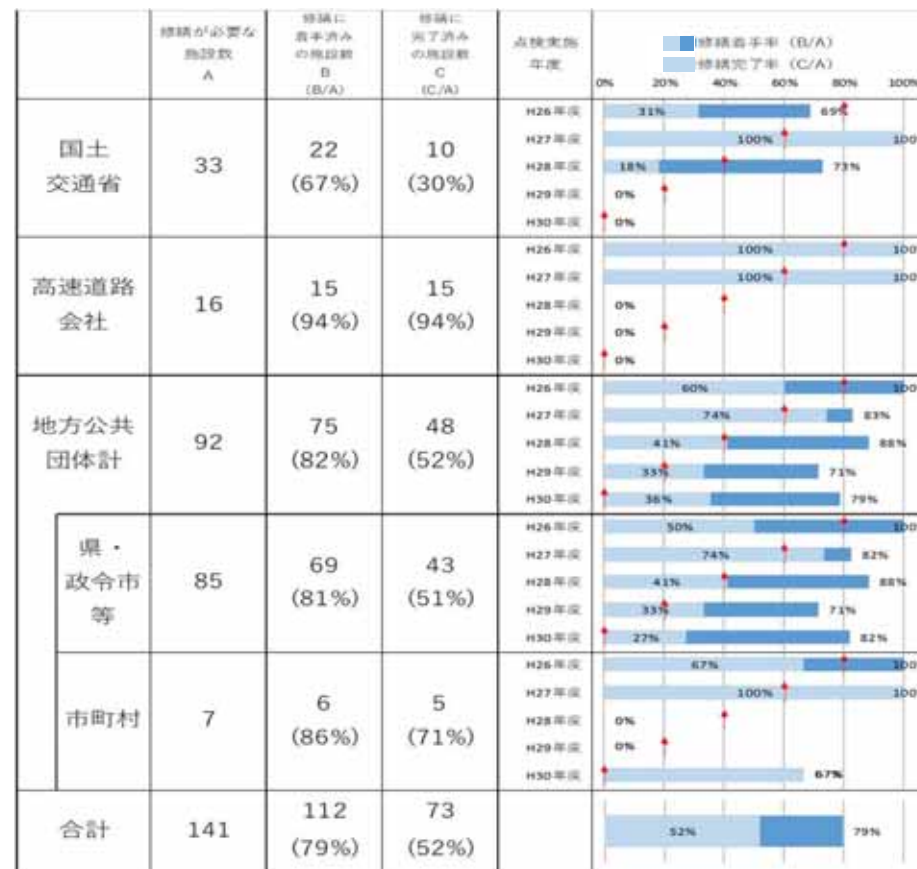 修繕が必要な
施設数
A
修繕に
着手済み
の施設数
B
(B/A)
修繕に
完了済み
の施設数
C
(C/A)
点検実施
年度
修繕着手率 (B/A)
修繕完了率 (C/A)
0% 20% 40% 60% 80% 100%
国土
交通省
33
22
(67%)
10
(30%)
H26年度 31% 69%
H27年度 100% 100
H28年度 18% 73%
H29年度 0%
H30年度 0%
高速道路
会社
16
15
(94%)
15
(94%)
H26年度 100% 100
H27年度 100% 100
H28年度 0%
H29年度 0%
H30年度 0%
地方公共
団体計
92
75
(82%)
48
(52%)
H26年度 60% 100
H27年度 74% 83%
H28年度 41% 88%
H29年度 33% 71%
H30年度 36% 79%
県・
政令市
等
85
69
(81%)
43
(51%)
H26年度 50% 100
H27年度 74% 82%
H28年度 41% 88%
H29年度 33% 71%
H30年度 27% 82%
市町村
7
6
(86%)
5
(71%)
H26年度 67% 100
H27年度 100% 100
H28年度 0%
H29年度 0%
H30年度 67%
合計
141
112
(79%)
73
(52%)
52% 79%